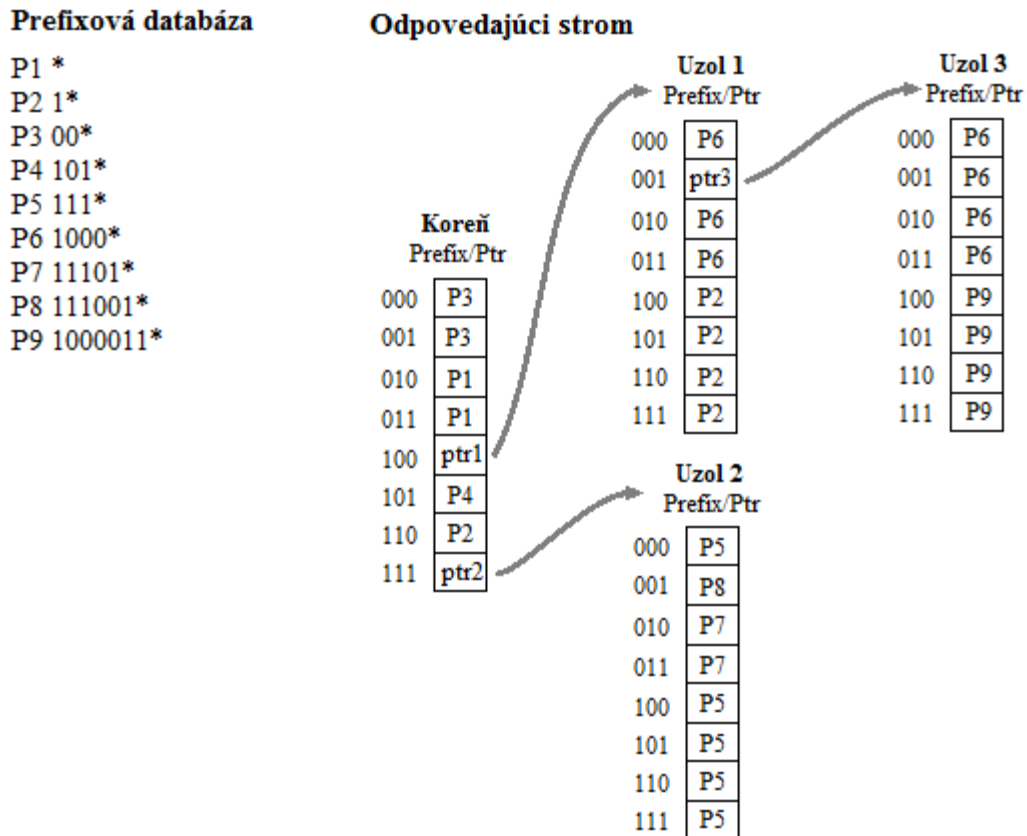 Prefixová databáza
P1 *
P2 1*
P3 00*
P4 101*
P5 111*
P6 1000*
P7 11101*
P8 111001*
P9 1000011*
Odpovedajúci strom
Koreň
Prefix/Ptr
000 P3
001 P3
010 P1
011 P1
100 ptr1
101 P4
110 P2
111 ptr2
Uzol 1
Prefix/Ptr
000 P6
001 ptr3
010 P6
011 P6
100 P2
101 P2
110 P2
111 P2
Uzol 3
Prefix/Ptr
000 P6
001 P6
010 P6
011 P6
100 P9
101 P9
110 P9
111 P9
Uzol 2
Prefix/Ptr
000 P5
001 P8
010 P7
011 P7
100 P5
101 P5
110 P5
111 P5